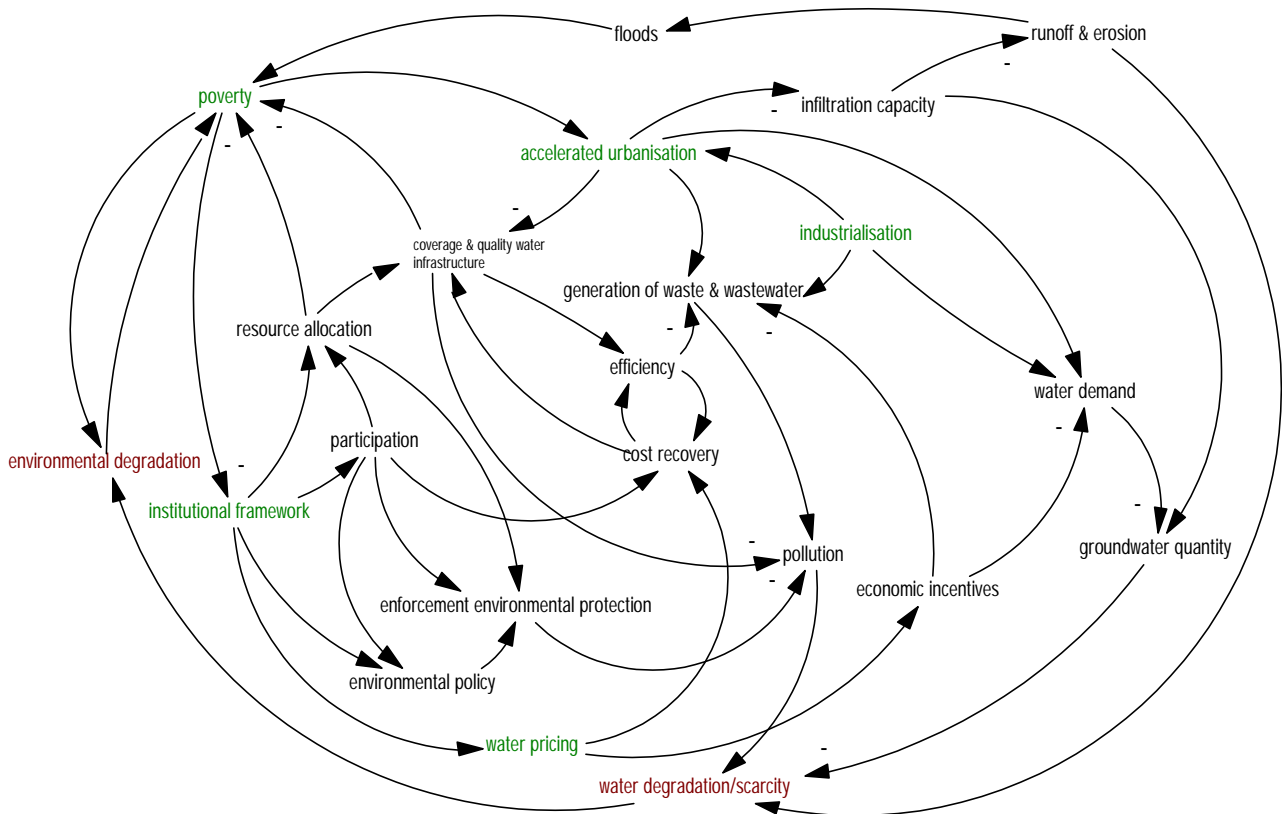 floods
runoff & erosion
-
poverty
infiltration capacity
-
-
-
accelerated urbanisation
-
industrialisation
coverage & quality water
infrastructure
generation of waste & wastewater
resource allocation
-
-
efficiency
water demand
participation
-
cost recovery
environmental degradation
-
institutional framework
-
-
pollution
groundwater quantity
-
economic incentives
enforcement environmental protection
environmental policy
water pricing
-
water degradation/scarcity